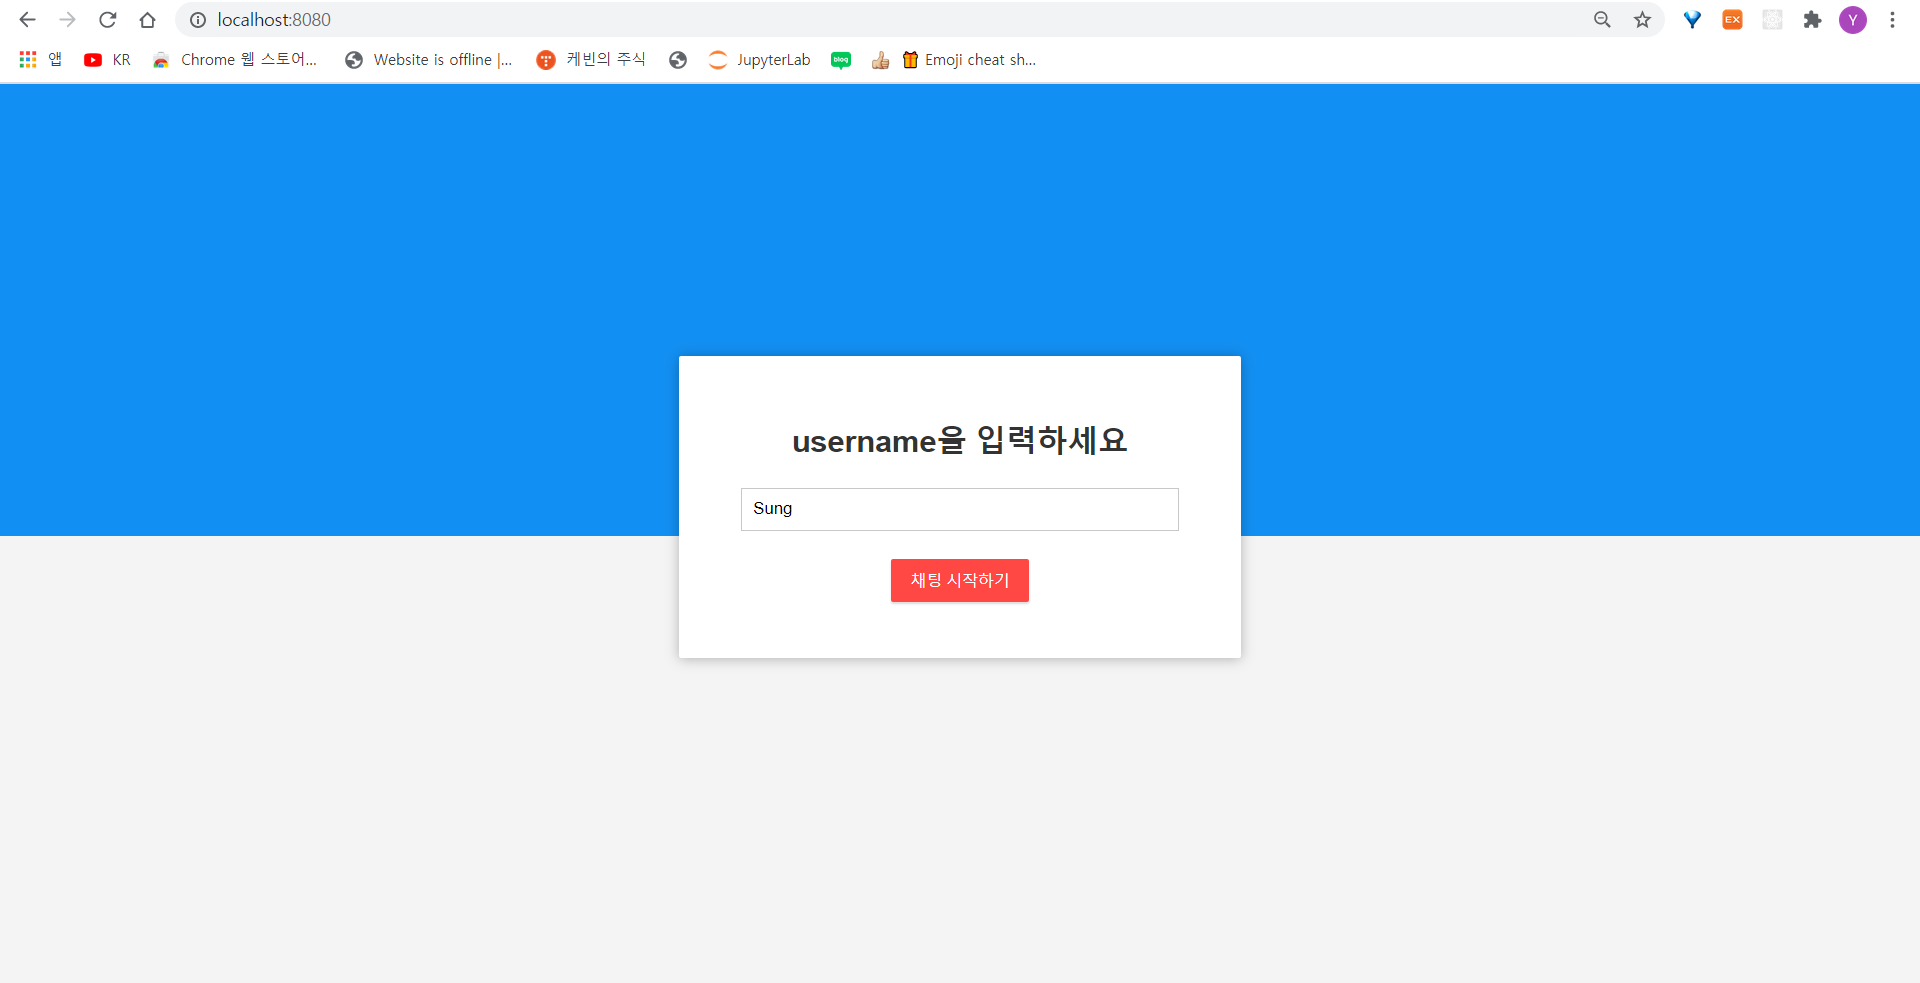 localhost:8080
EX
Y
앱 KR Chrome 웹 스토어... Website is offline |... 케빈의 주식 JupyterLab blog Emoji cheat sh...
username을 입력하세요
Sung
채팅 시작하기